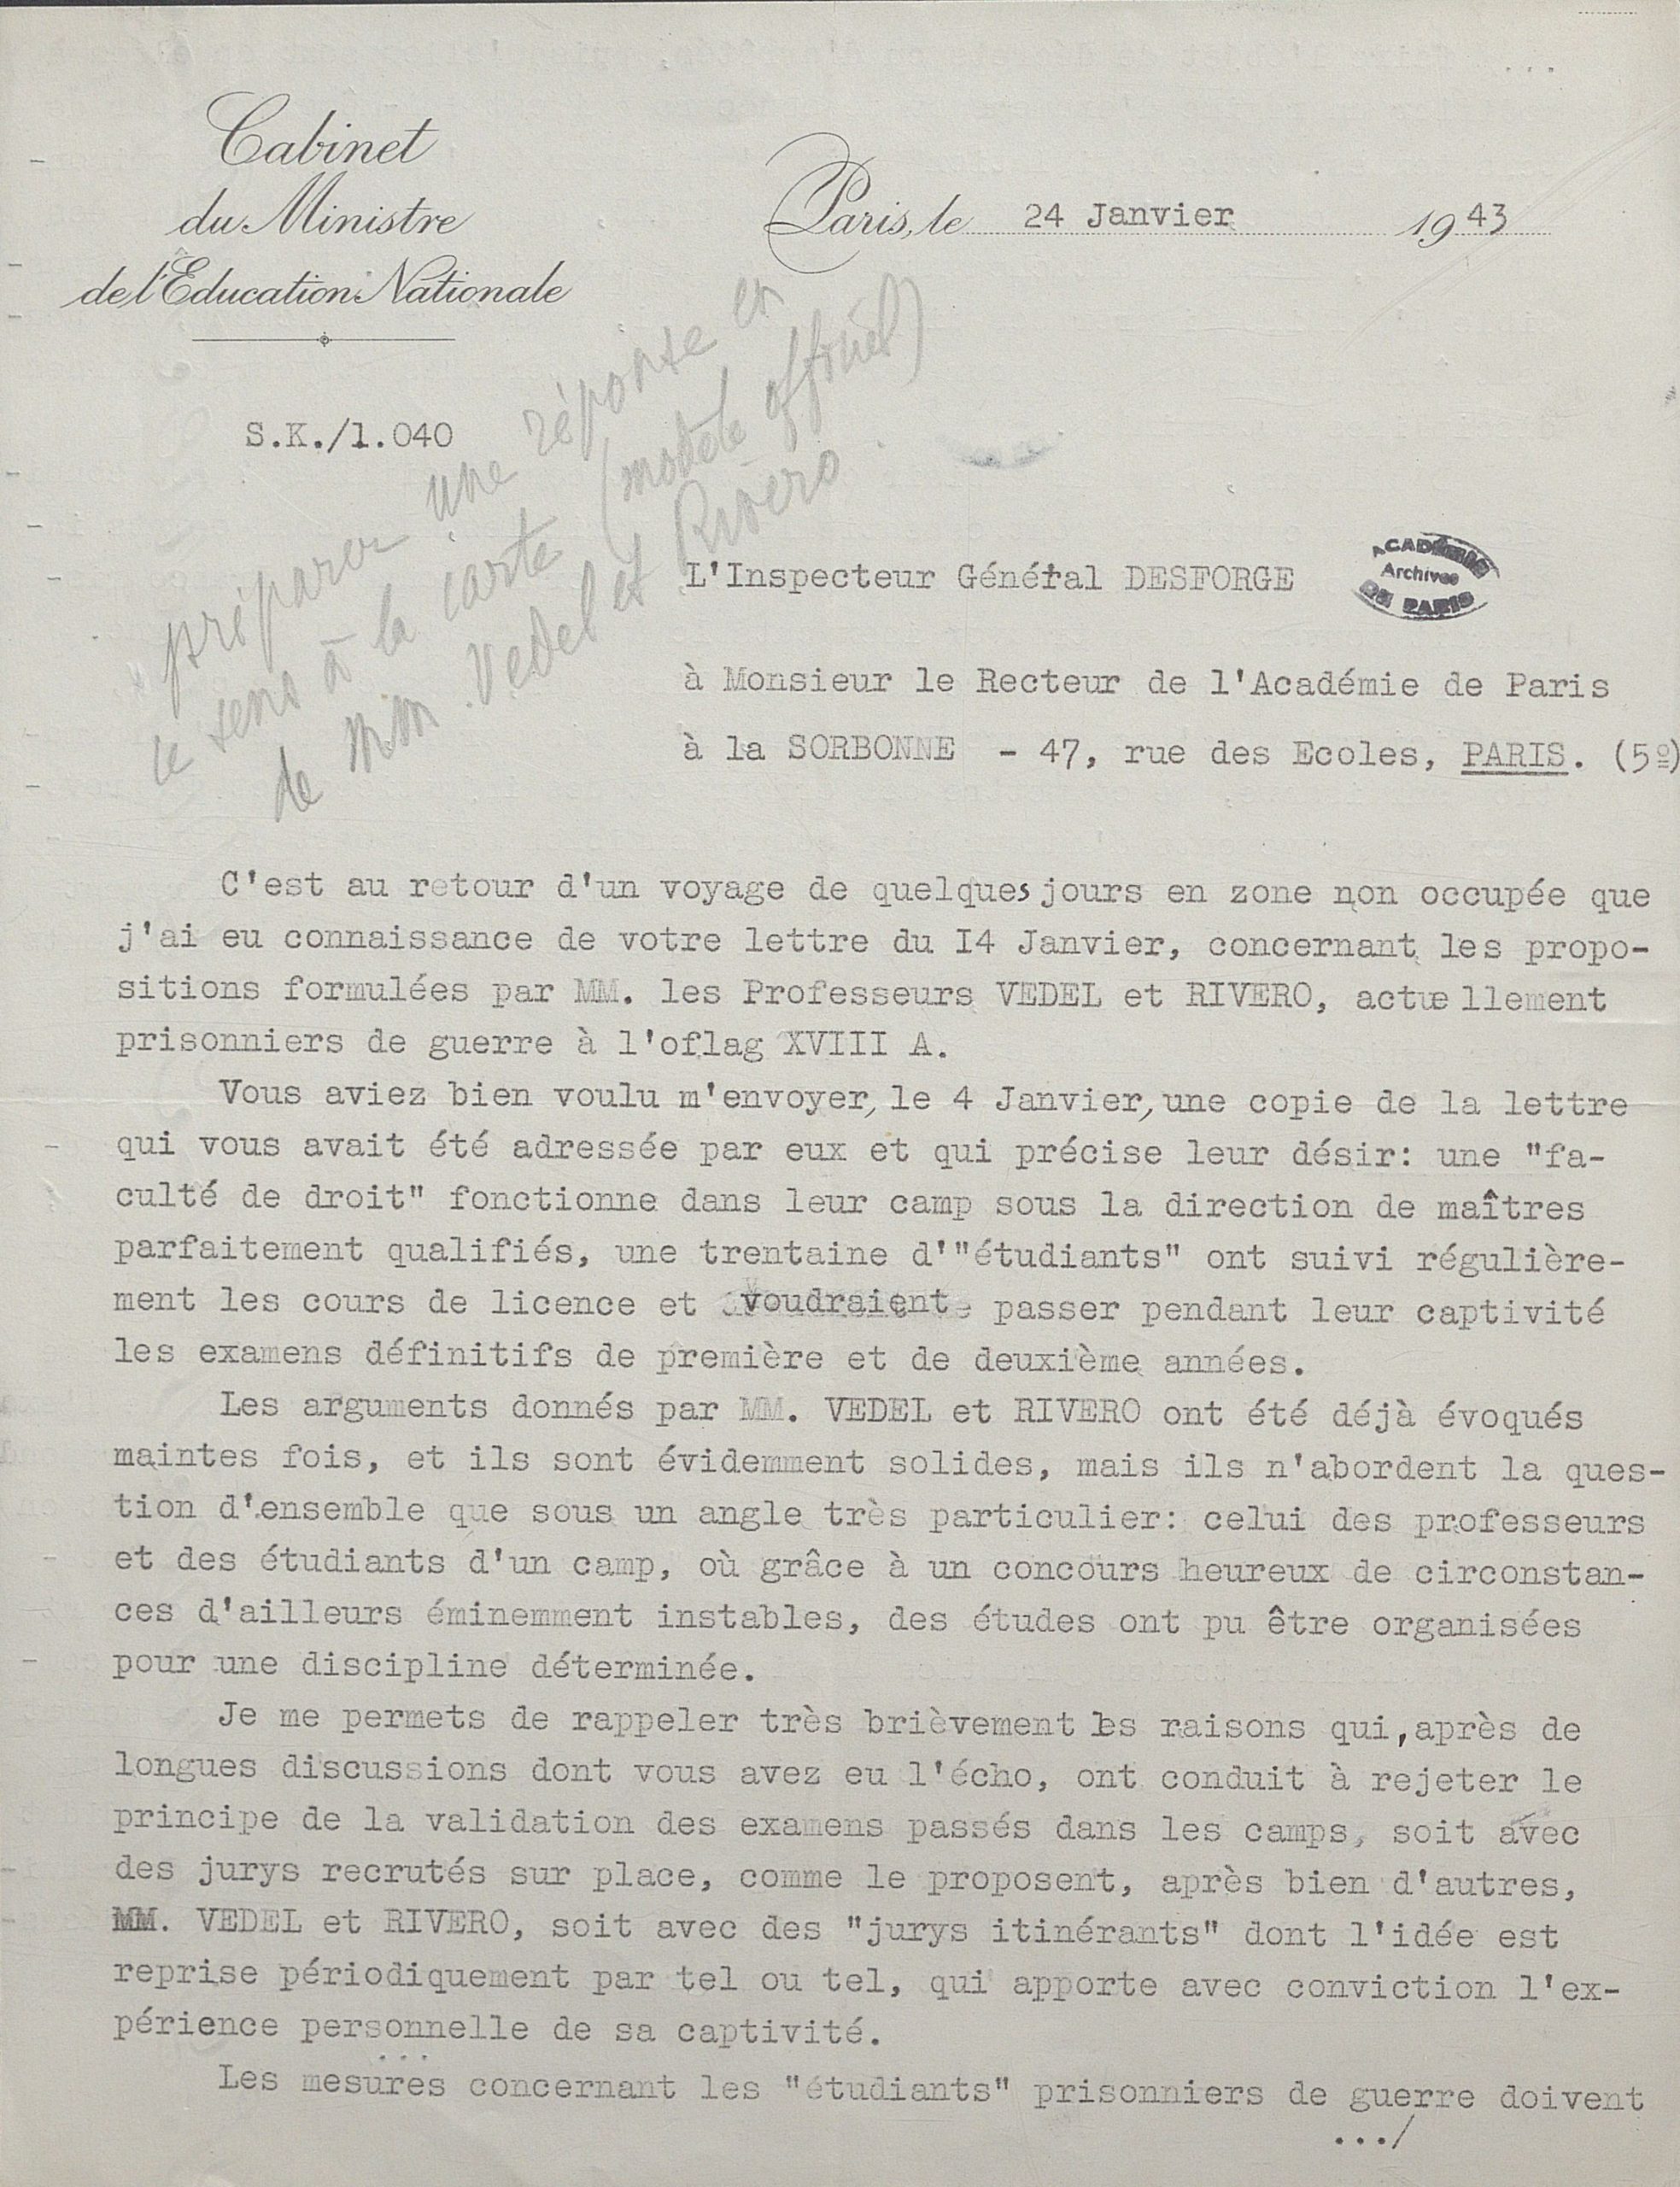 Cabinet
du Ministre
de l'Education Nationale
Paris, le 24 Janvier 1943
S.K./1.040
préparer une réponse en
ce sens à la carte (modèle officiel)
de MM. Vedel et Rivero.
L'Inspecteur Général DESFORGE
ACADÉMIE
Archives
DE PARIS
à Monsieur le Recteur de l'Académie de Paris
à la SORBONNE - 47, rue des Ecoles, PARIS. (5º)
C'est au retour d'un voyage de quelques jours en zone non occupée que
j'ai eu connaissance de votre lettre du I4 Janvier, concernant les propo-
sitions formulées par MM. les Professeurs VEDEL et RIVERO, actuellement
prisonniers de guerre à l'oflag XVIII A.
Vous aviez bien voulu m'envoyer, le 4 Janvier, une copie de la lettre
qui vous avait été adressée par eux et qui précise leur désir: une "fa-
culté de droit" fonctionne dans leur camp sous la direction de maîtres
parfaitement qualifiés, une trentaine d'"étudiants" ont suivi régulière-
ment les cours de licence et voudraient passer pendant leur captivité
les examens définitifs de première et de deuxième années.
Les arguments donnés par MM. VEDEL et RIVERO ont été déjà évoqués
maintes fois, et ils sont évidemment solides, mais ils n'abordent la ques-
tion d'ensemble que sous un angle très particulier: celui des professeurs
et des étudiants d'un camp, où grâce à un concours heureux de circonstan-
ces d'ailleurs éminemment instables, des études ont pu être organisées
pour une discipline déterminée.
Je me permets de rappeler très brièvement les raisons qui, après de
longues discussions dont vous avez eu l'écho, ont conduit à rejeter le
principe de la validation des examens passés dans les camps, soit avec
des jurys recrutés sur place, comme le proposent, après bien d'autres,
MM. VEDEL et RIVERO, soit avec des "jurys itinérants" dont l'idée est
reprise périodiquement par tel ou tel, qui apporte avec conviction l'ex-
périence personnelle de sa captivité.
Les mesures concernant les "étudiants" prisonniers de guerre doivent
.../